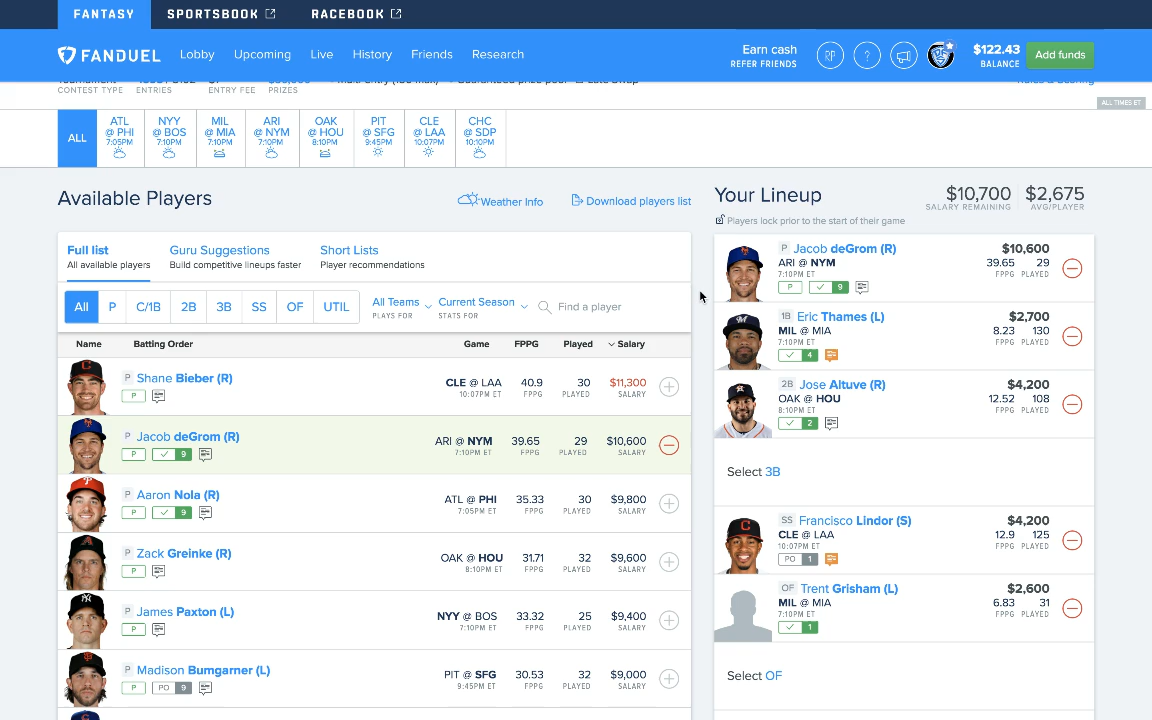 FANTASY SPORTSBOOK RACEBOOK
FANDUEL Lobby Upcoming Live History Friends Research
Earn cash
REFER FRIENDS
RP ?
$122.43
BALANCE
Add funds
CONTEST TYPE ENTRIES ENTRY FEE PRIZES
ALL TIMES ET
ALL
ATL @ PHI 7:05PM
NYY @ BOS 7:10PM
MIL @ MIA 7:10PM
ARI @ NYM 7:10PM
OAK @ HOU 8:10PM
PIT @ SFG 9:45PM
CLE @ LAA 10:07PM
CHC @ SDP 10:10PM
Available Players
Weather Info
Download players list
Full list
All available players
Guru Suggestions
Build competitive lineups faster
Short Lists
Player recommendations
All P C/1B 2B 3B SS OF UTIL
All Teams
PLAYS FOR
Current Season
STATS FOR
Find a player
Name Batting Order Game FPPG Played Salary
P Shane Bieber (R)
P
CLE @ LAA 40.9 30 $11,300
10:07PM ET FPPG PLAYED SALARY
P Jacob deGrom (R)
P 9
ARI @ NYM 39.65 29 $10,600
7:10PM ET FPPG PLAYED SALARY
P Aaron Nola (R)
P 9
ATL @ PHI 35.33 30 $9,800
7:05PM ET FPPG PLAYED SALARY
P Zack Greinke (R)
P
OAK @ HOU 31.71 32 $9,600
8:10PM ET FPPG PLAYED SALARY
P James Paxton (L)
P
NYY @ BOS 33.32 25 $9,400
7:10PM ET FPPG PLAYED SALARY
P Madison Bumgarner (L)
P PO 9
PIT @ SFG 30.53 32 $9,000
9:45PM ET FPPG PLAYED SALARY
Your Lineup
$10,700
SALARY REMAINING
$2,675
AVG/PLAYER
Players lock prior to the start of their game
P Jacob deGrom (R) $10,600
ARI @ NYM 39.65 29
7:10PM ET FPPG PLAYED
P 9
1B Eric Thames (L) $2,700
MIL @ MIA 8.23 130
7:10PM ET FPPG PLAYED
4
2B Jose Altuve (R) $4,200
OAK @ HOU 12.52 108
8:10PM ET FPPG PLAYED
2
Select 3B
SS Francisco Lindor (S) $4,200
CLE @ LAA 12.9 125
10:07PM ET FPPG PLAYED
PO 1
OF Trent Grisham (L) $2,600
MIL @ MIA 6.83 31
7:10PM ET FPPG PLAYED
1
Select OF